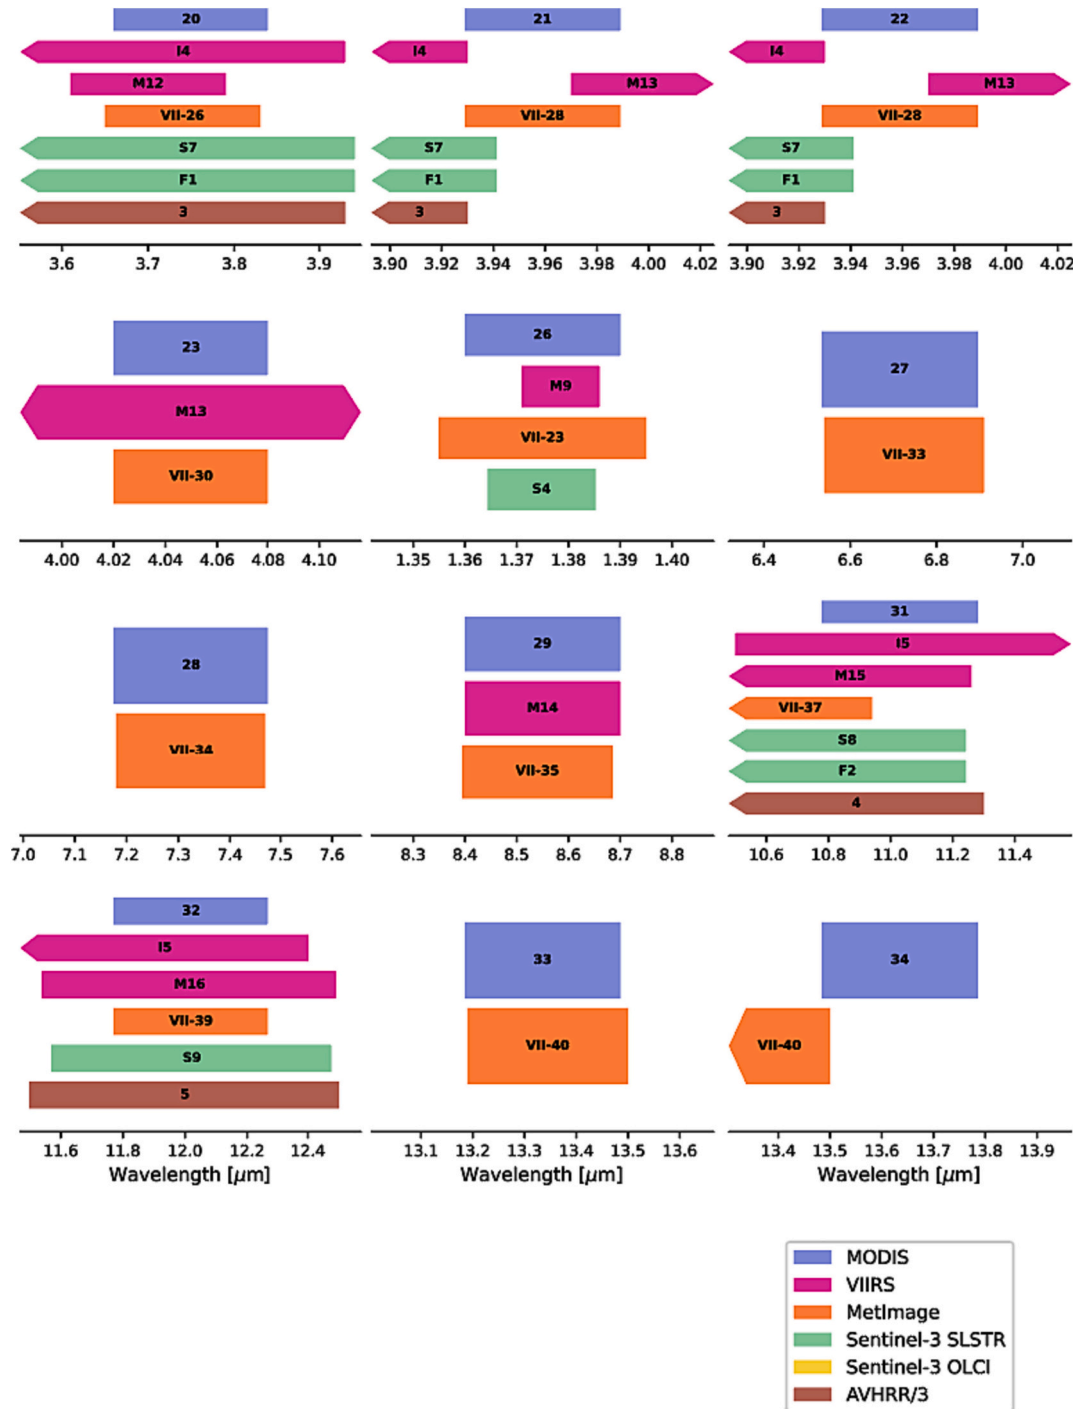 20 21 22
I4 I4 I4
M12 M13 M13
VII-26 VII-28 VII-28
S7 S7 S7
F1 F1 F1
3 3 3
3.6 3.7 3.8 3.9 3.90 3.92 3.94 3.96 3.98 4.00 4.02 3.90 3.92 3.94 3.96 3.98 4.00 4.02
23 26 27
M13 M9 VII-33
VII-30 VII-23
S4
4.00 4.02 4.04 4.06 4.08 4.10 1.35 1.36 1.37 1.38 1.39 1.40 6.4 6.6 6.8 7.0
28 29 31
VII-34 M14 I5
VII-35 M15
VII-37
S8
F2
4
7.0 7.1 7.2 7.3 7.4 7.5 7.6 8.3 8.4 8.5 8.6 8.7 8.8 10.6 10.8 11.0 11.2 11.4
32 33 34
I5 VII-40 VII-40
M16
VII-39
S9
5
11.6 11.8 12.0 12.2 12.4 13.1 13.2 13.3 13.4 13.5 13.6 13.4 13.5 13.6 13.7 13.8 13.9
Wavelength [μm] Wavelength [μm] Wavelength [μm]
MODIS
VIIRS
MetImage
Sentinel-3 SLSTR
Sentinel-3 OLCI
AVHRR/3